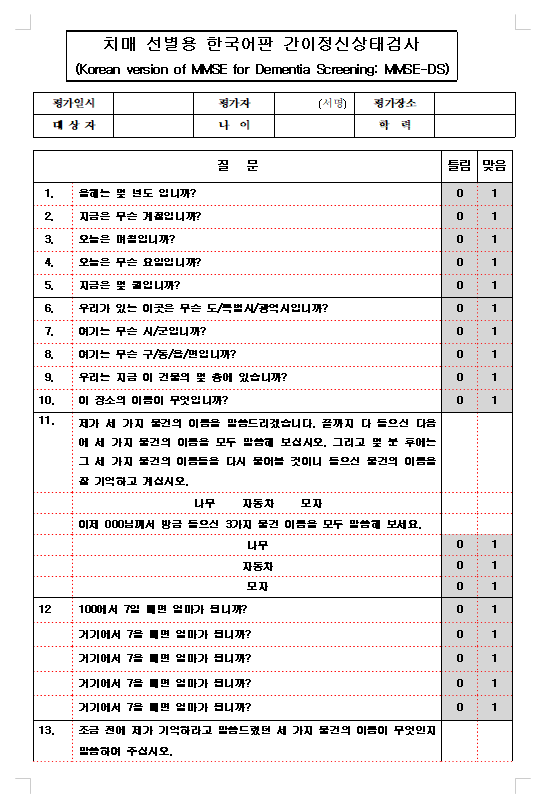 치매 선별용 한국어판 간이정신상태검사
(Korean version of MMSE for Dementia Screening: MMSE-DS)
평가일시 평가자 (서명) 평가장소
대 상 자 나 이 학 력
질 문 틀림 맞음
1. 올해는 몇 년도 입니까? 0 1
2. 지금은 무슨 계절입니까? 0 1
3. 오늘은 며칠입니까? 0 1
4. 오늘은 무슨 요일입니까? 0 1
5. 지금은 몇 월입니까? 0 1
6. 우리가 있는 이곳은 무슨 도/특별시/광역시입니까? 0 1
7. 여기는 무슨 시/군입니까? 0 1
8. 여기는 무슨 구/동/읍/면입니까? 0 1
9. 우리는 지금 이 건물의 몇 층에 있습니까? 0 1
10. 이 장소의 이름이 무엇입니까? 0 1
11. 제가 세 가지 물건의 이름을 말씀드리겠습니다. 끝까지 다 들으신 다음
에 세 가지 물건의 이름을 모두 말씀해 보십시오. 그리고 몇 분 후에는
그 세 가지 물건의 이름들을 다시 물어볼 것이니 들으신 물건의 이름을
잘 기억하고 계십시오.
나무 자동차 모자
이제 000님께서 방금 들으신 3가지 물건 이름을 모두 말씀해 보세요.
나무 0 1
자동차 0 1
모자 0 1
12 100에서 7을 빼면 얼마가 됩니까? 0 1
거기에서 7을 빼면 얼마가 됩니까? 0 1
거기에서 7을 빼면 얼마가 됩니까? 0 1
거기에서 7을 빼면 얼마가 됩니까? 0 1
거기에서 7을 빼면 얼마가 됩니까? 0 1
13. 조금 전에 제가 기억하라고 말씀드렸던 세 가지 물건의 이름이 무엇인지
말씀하여 주십시오.